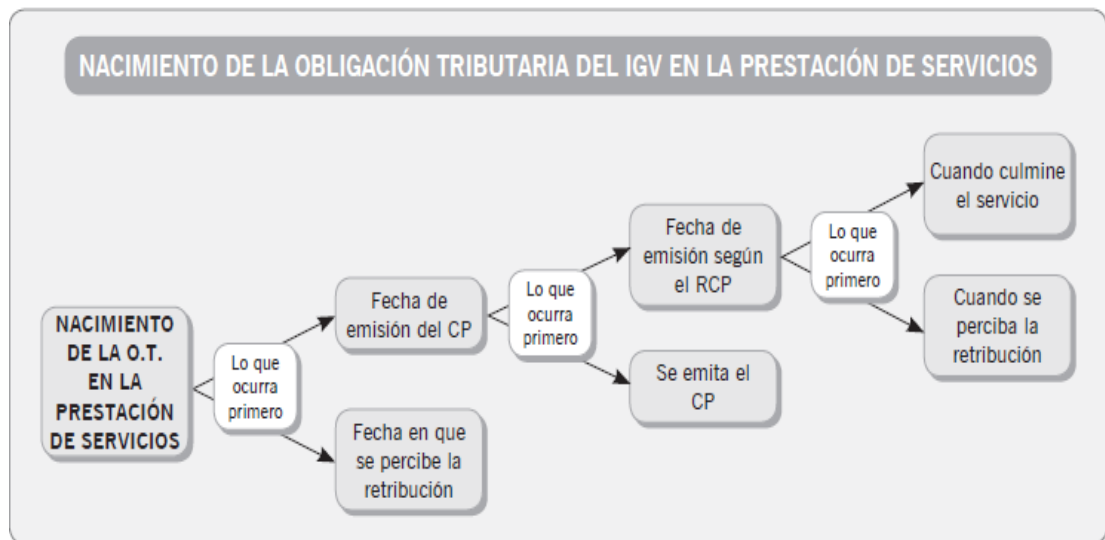 NACIMIENTO DE LA OBLIGACIÓN TRIBUTARIA DEL IGV EN LA PRESTACIÓN DE SERVICIOS
NACIMIENTO
DE LA O.T.
EN LA
PRESTACIÓN
DE SERVICIOS
Lo que
ocurra
primero
Fecha de
emisión del CP
Fecha en que
se percibe la
retribución
Lo que
ocurra
primero
Fecha de
emisión según
el RCP
Se emita el
CP
Lo que
ocurra
primero
Cuando culmine
el servicio
Cuando se
perciba la
retribución